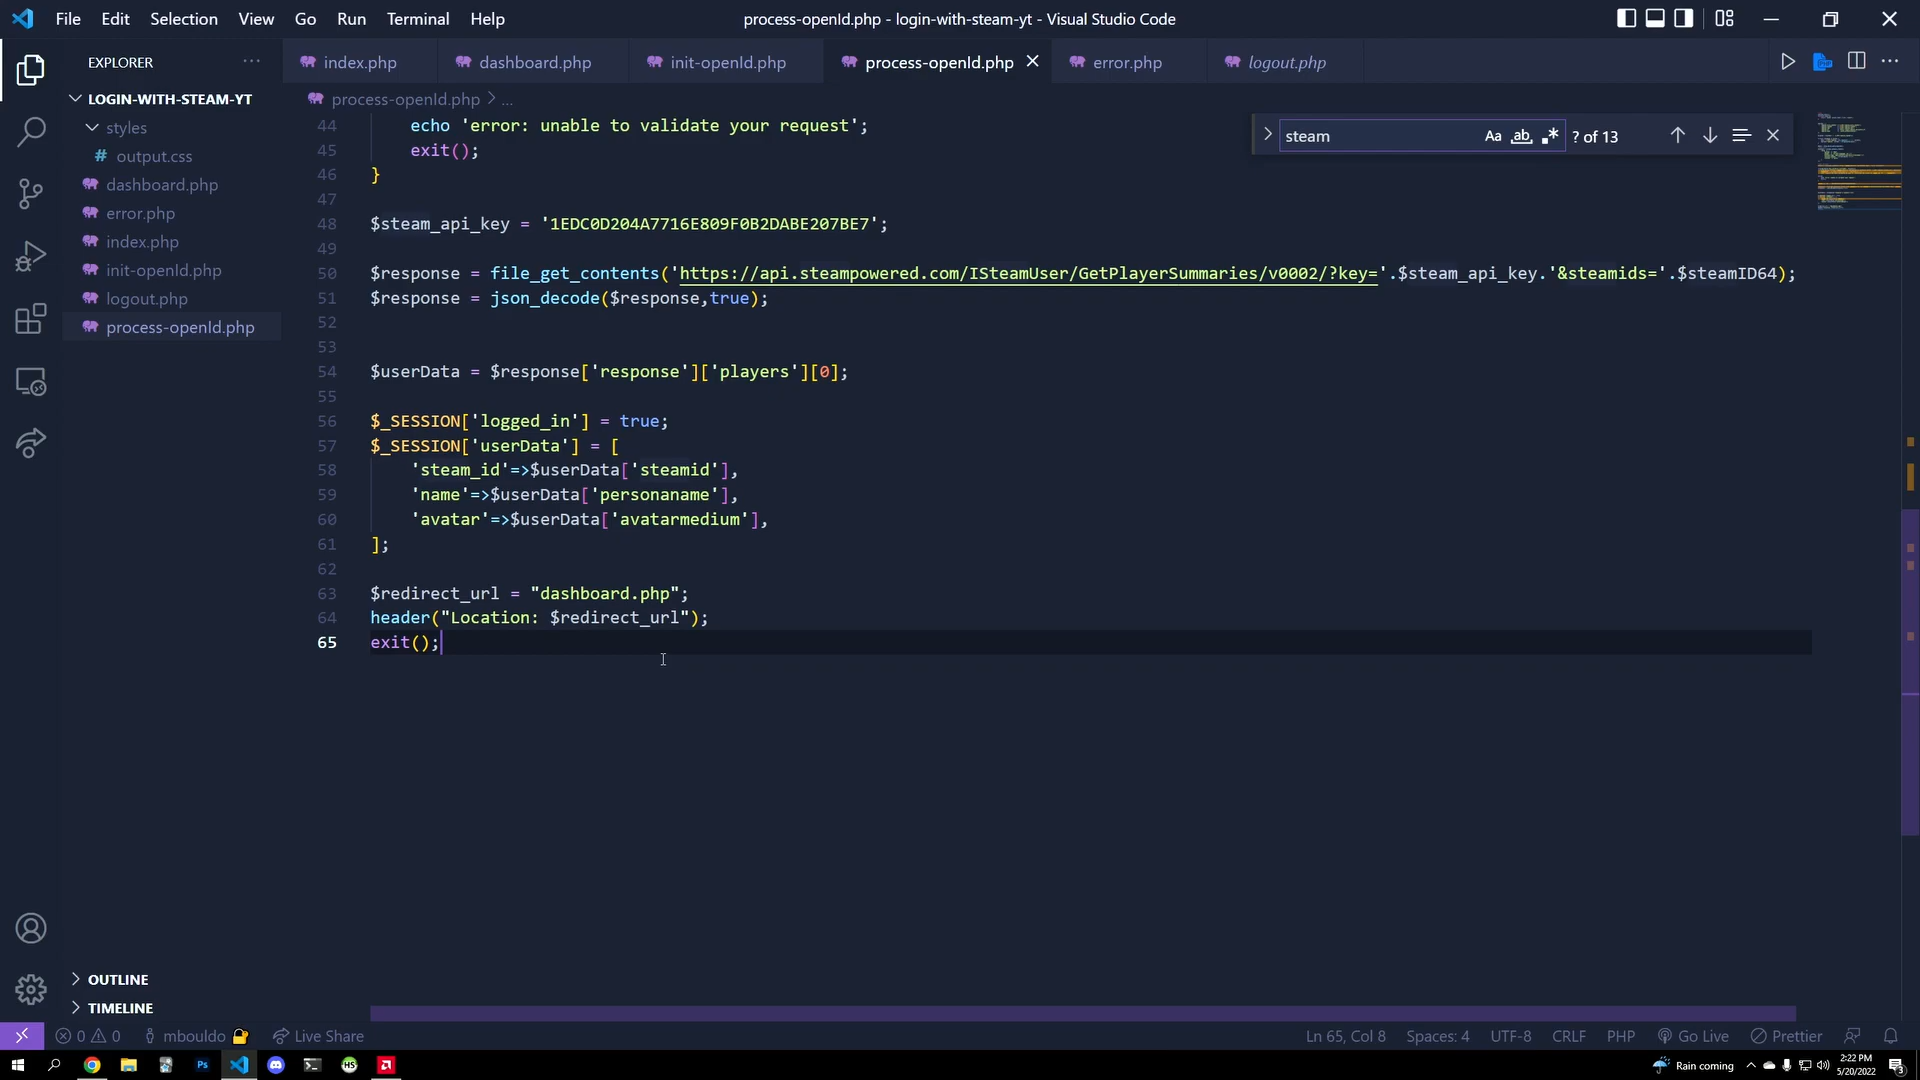 File Edit Selection View Go Run Terminal Help
process-openId.php - login-with-steam-yt - Visual Studio Code
EXPLORER
index.php
dashboard.php
init-openId.php
process-openId.php
error.php
logout.php
LOGIN-WITH-STEAM-YT
styles
output.css
dashboard.php
error.php
index.php
init-openId.php
logout.php
process-openId.php
process-openId.php > ...
steam
Aa ab ? of 13
44 echo 'error: unable to validate your request';
45 exit();
46 }
47
48 $steam_api_key = '1EDC0D204A7716E809F0B2DABE207BE7';
49
50 $response = file_get_contents('https://api.steampowered.com/ISteamUser/GetPlayerSummaries/v0002/?key='.$steam_api_key.'&steamids='.$steamID64);
51 $response = json_decode($response,true);
52
53
54 $userData = $response['response']['players'][0];
55
56 $_SESSION['logged_in'] = true;
57 $_SESSION['userData'] = [
58 'steam_id'=>$userData['steamid'],
59 'name'=>$userData['personaname'],
60 'avatar'=>$userData['avatarmedium'],
61 ];
62
63 $redirect_url = "dashboard.php";
64 header("Location: $redirect_url");
65 exit();
OUTLINE
TIMELINE
0 0 mbouldo Live Share
Ln 65, Col 8 Spaces: 4 UTF-8 CRLF PHP Go Live Prettier
Ps HS Rain coming
2:22 PM
5/20/2022
3